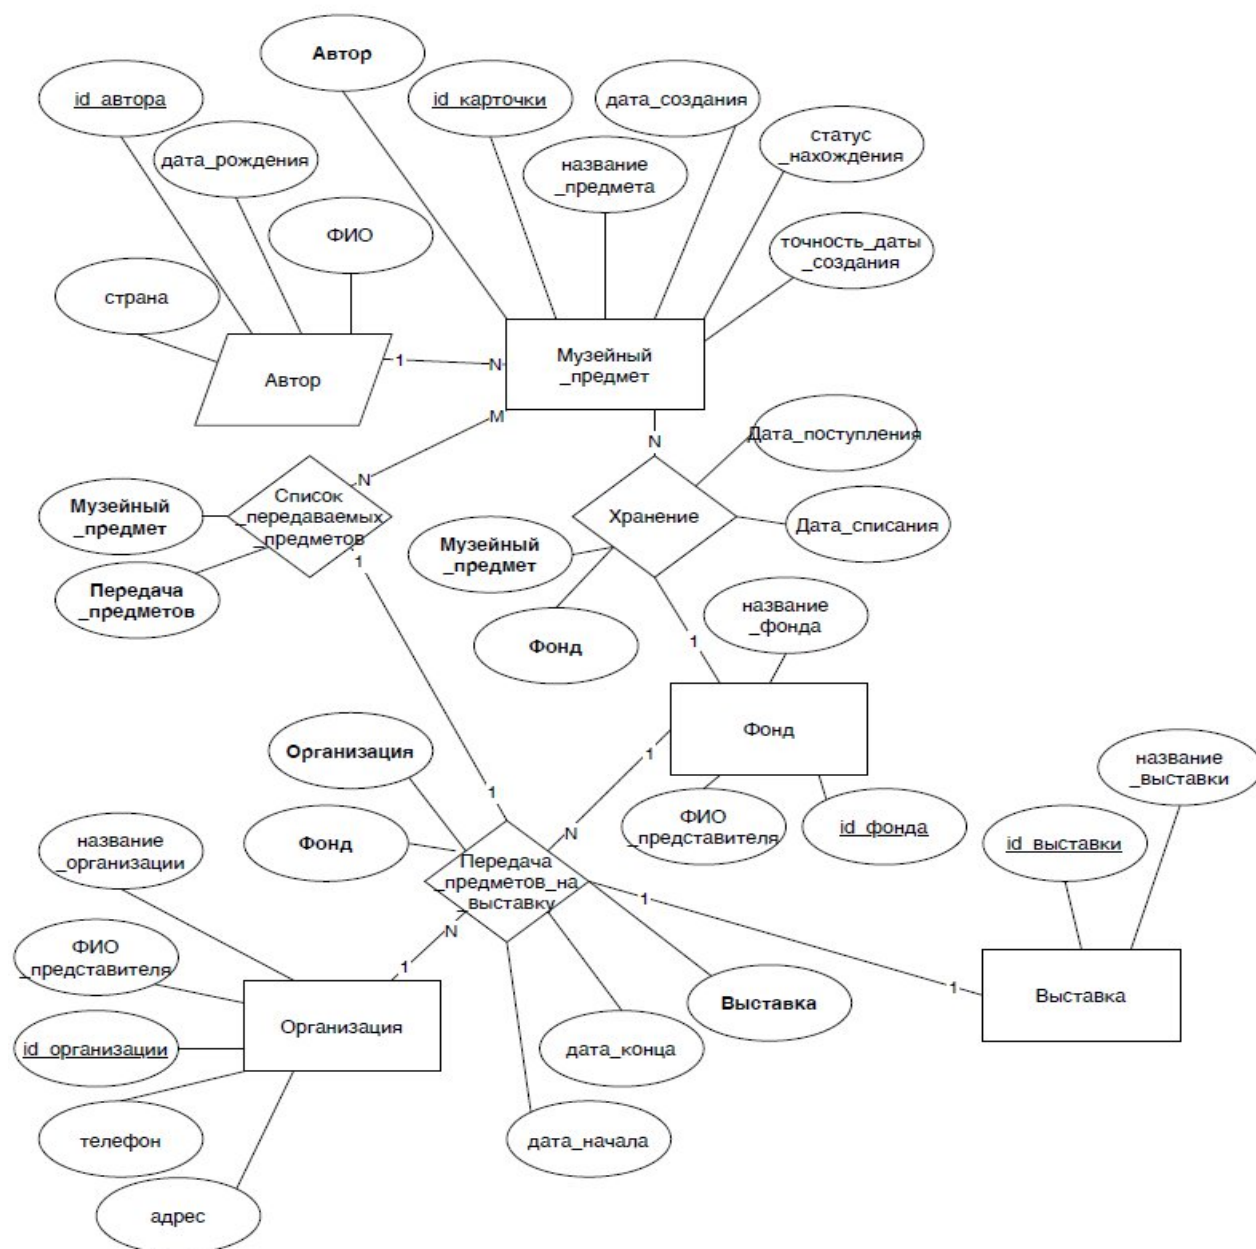 Автор
id_автора
id_карточки
дата_создания
статус
_нахождения
дата_рождения
название
_предмета
ФИО
точность_даты
_создания
страна
Автор
1
N
Музейный
_предмет
M
N
N
Дата_поступления
Музейный
_предмет
Список
_передаваемых
_предметов
Хранение
Дата_списания
Музейный
_предмет
1
Передача
_предметов
название
_фонда
Фонд
1
Фонд
Организация
1
название
_выставки
1
N
ФИО
_представителя
id_фонда
id_выставки
название
_организации
Фонд
Передача
_предметов_на
_выставку
1
N
1
ФИО
_представителя
1
Выставка
Выставка
Организация
id_организации
дата_конца
телефон
дата_начала
адрес